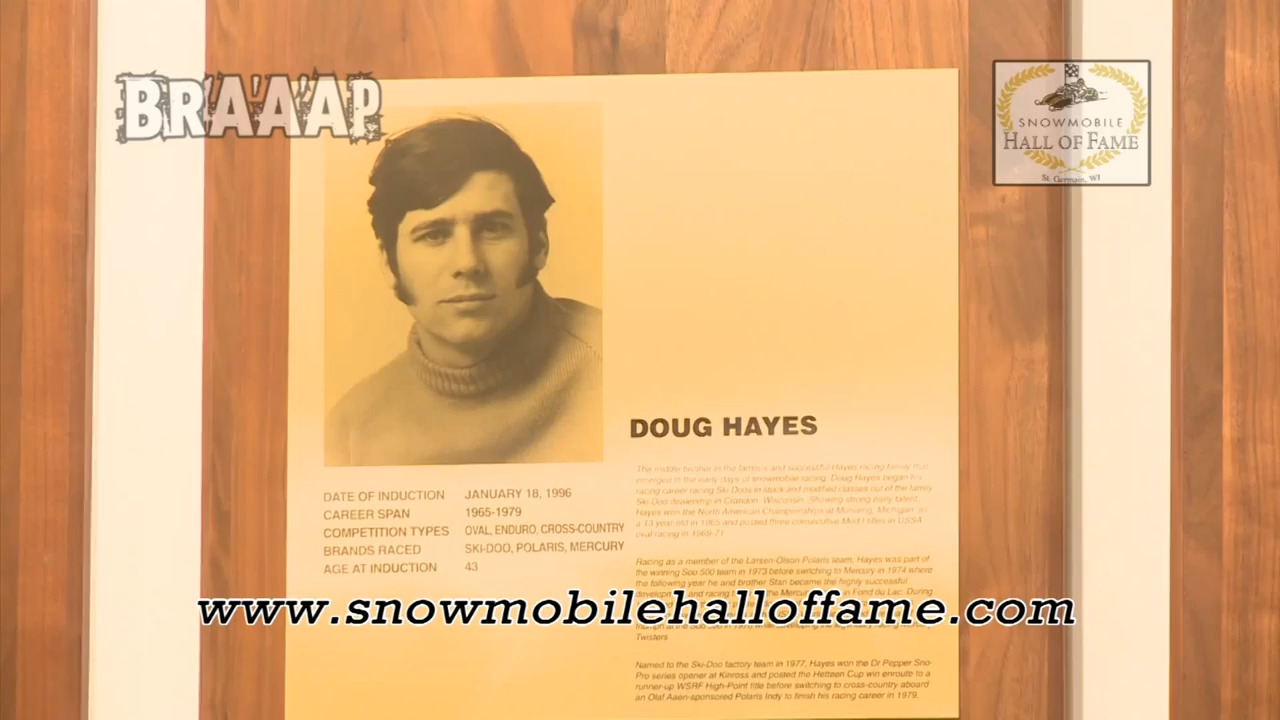 BRAAAP
SNOWMOBILE
HALL OF FAME
St. Germain, WI
DOUG HAYES
DATE OF INDUCTION JANUARY 18, 1996
CAREER SPAN 1965-1979
COMPETITION TYPES OVAL, ENDURO, CROSS-COUNTRY
BRANDS RACED SKI-DOO, POLARIS, MERCURY
AGE AT INDUCTION 43
The middle brother in the famous and successful Hayes racing family that
emerged in the early days of snowmobile racing, Doug Hayes began his
racing career racing Ski-Doos in stock and modified classes out of the family
Ski-Doo dealership in Crandon, Wisconsin. Showing strong early talent,
Hayes won the North American Championships at Munising, Michigan, as
a 13 year-old in 1965 and posted three consecutive Mod I titles in USSA
oval racing in 1969-71.
Racing as a member of the Larsen-Olson Polaris team, Hayes was part of
the winning Soo 500 team in 1973 before switching to Mercury in 1974 where
the following year he and brother Stan became the highly successful
and racing the Mercury in Fond du Lac. During
Twisters.
www.snowmobilehalloffame.com
Named to the Ski-Doo factory team in 1977, Hayes won the Dr Pepper Sno-
Pro series opener at Kinross and posted the Hetteen Cup win enroute to a
runner-up WSRF High-Point title before switching to cross-country aboard
an Olaf Aaen-sponsored Polaris Indy to finish his racing career in 1979.